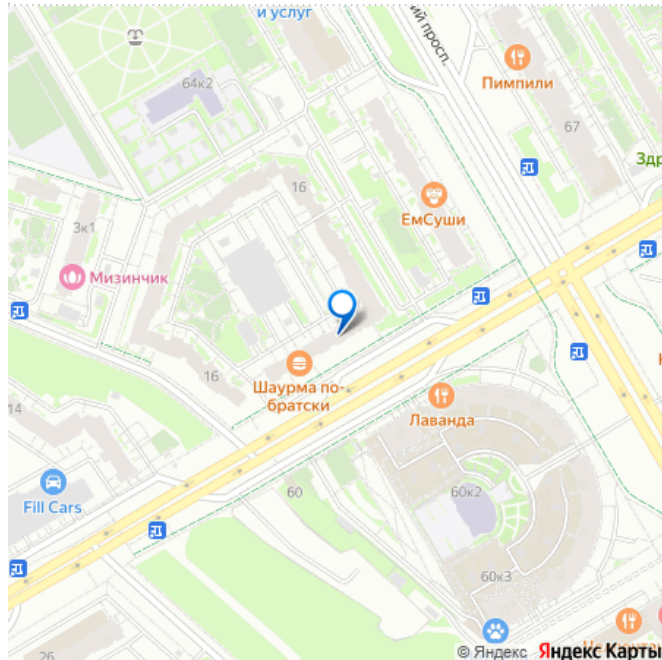 и услуг
ий просп.
Пимпили
64к2
67
Здр
16
ЕмСуши
3к1
Мизинчик
16
Шаурма по-
братски
Лаванда
14
60к2
Fill Cars
60
60к3
26
© Яндекс Яндекс Карты